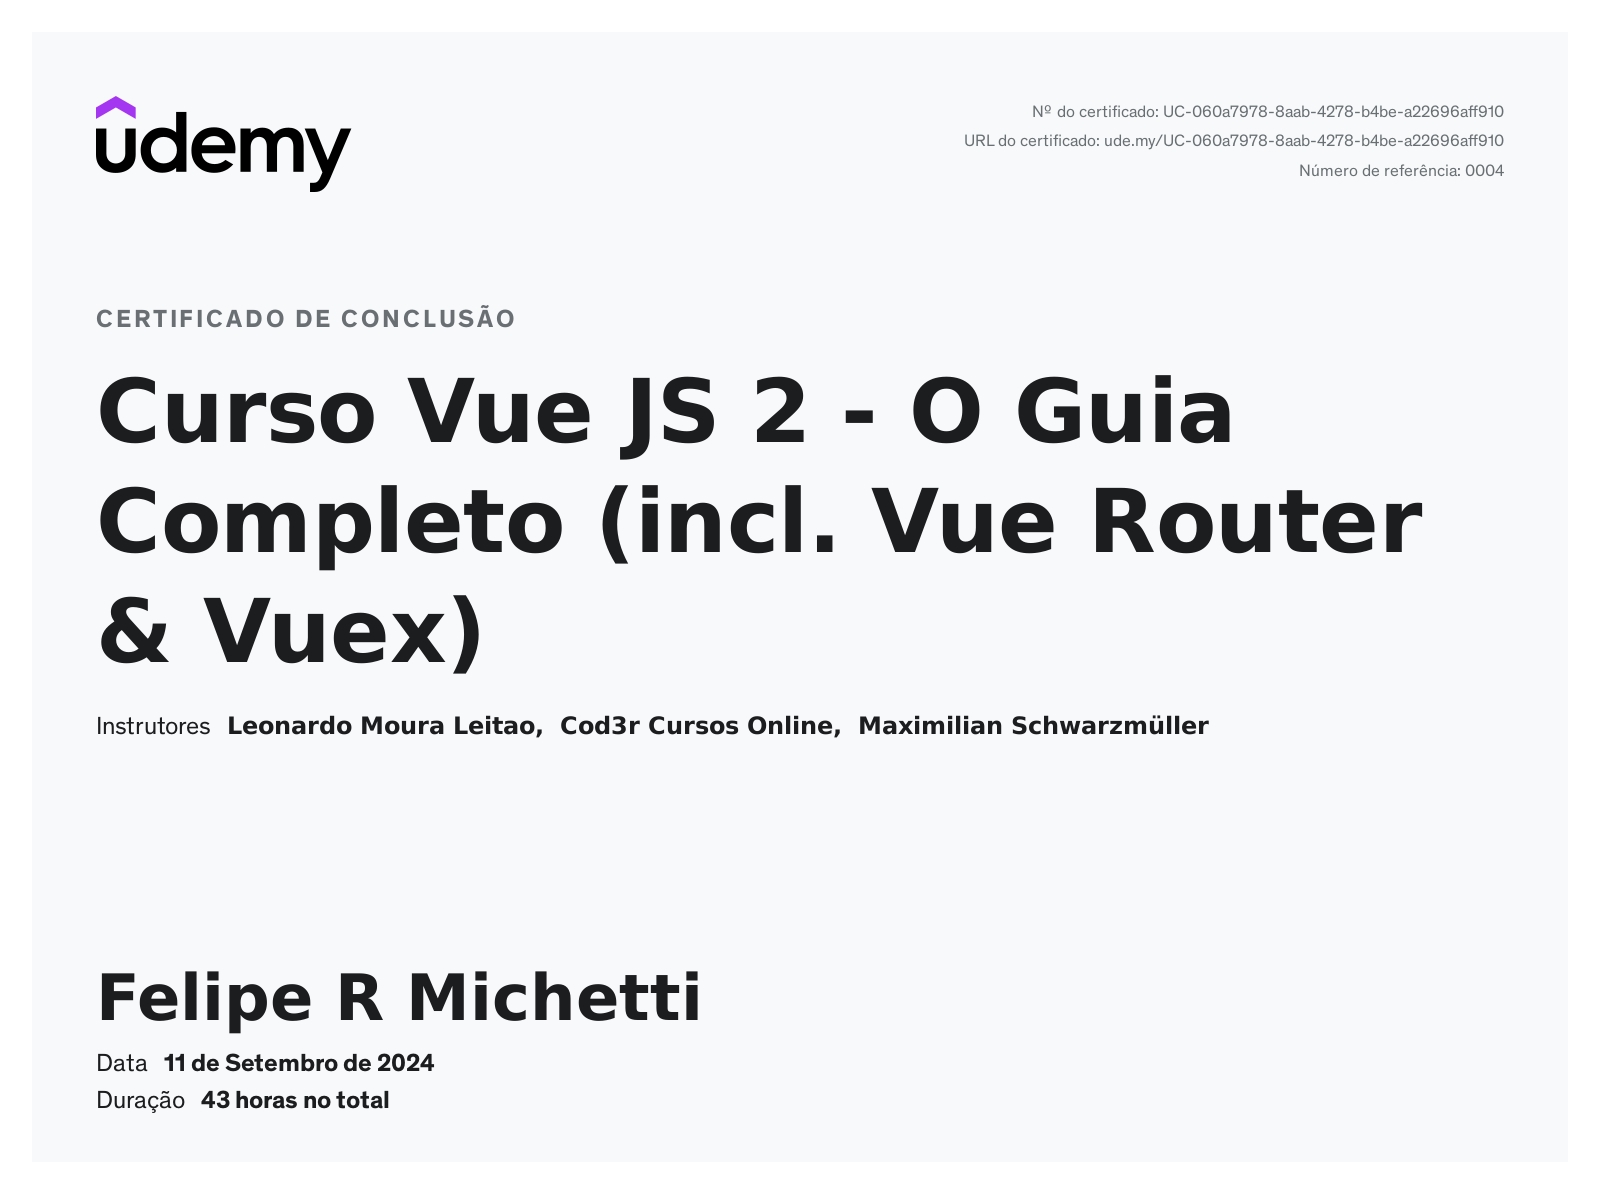 udemy
Nº do certificado: UC-060a7978-8aab-4278-b4be-a22696aff910
URL do certificado: ude.my/UC-060a7978-8aab-4278-b4be-a22696aff910
Número de referência: 0004
CERTIFICADO DE CONCLUSÃO
Curso Vue JS 2 - O Guia
Completo (incl. Vue Router
& Vuex)
Instrutores Leonardo Moura Leitao, Cod3r Cursos Online, Maximilian Schwarzmüller
Felipe R Michetti
Data 11 de Setembro de 2024
Duração 43 horas no total